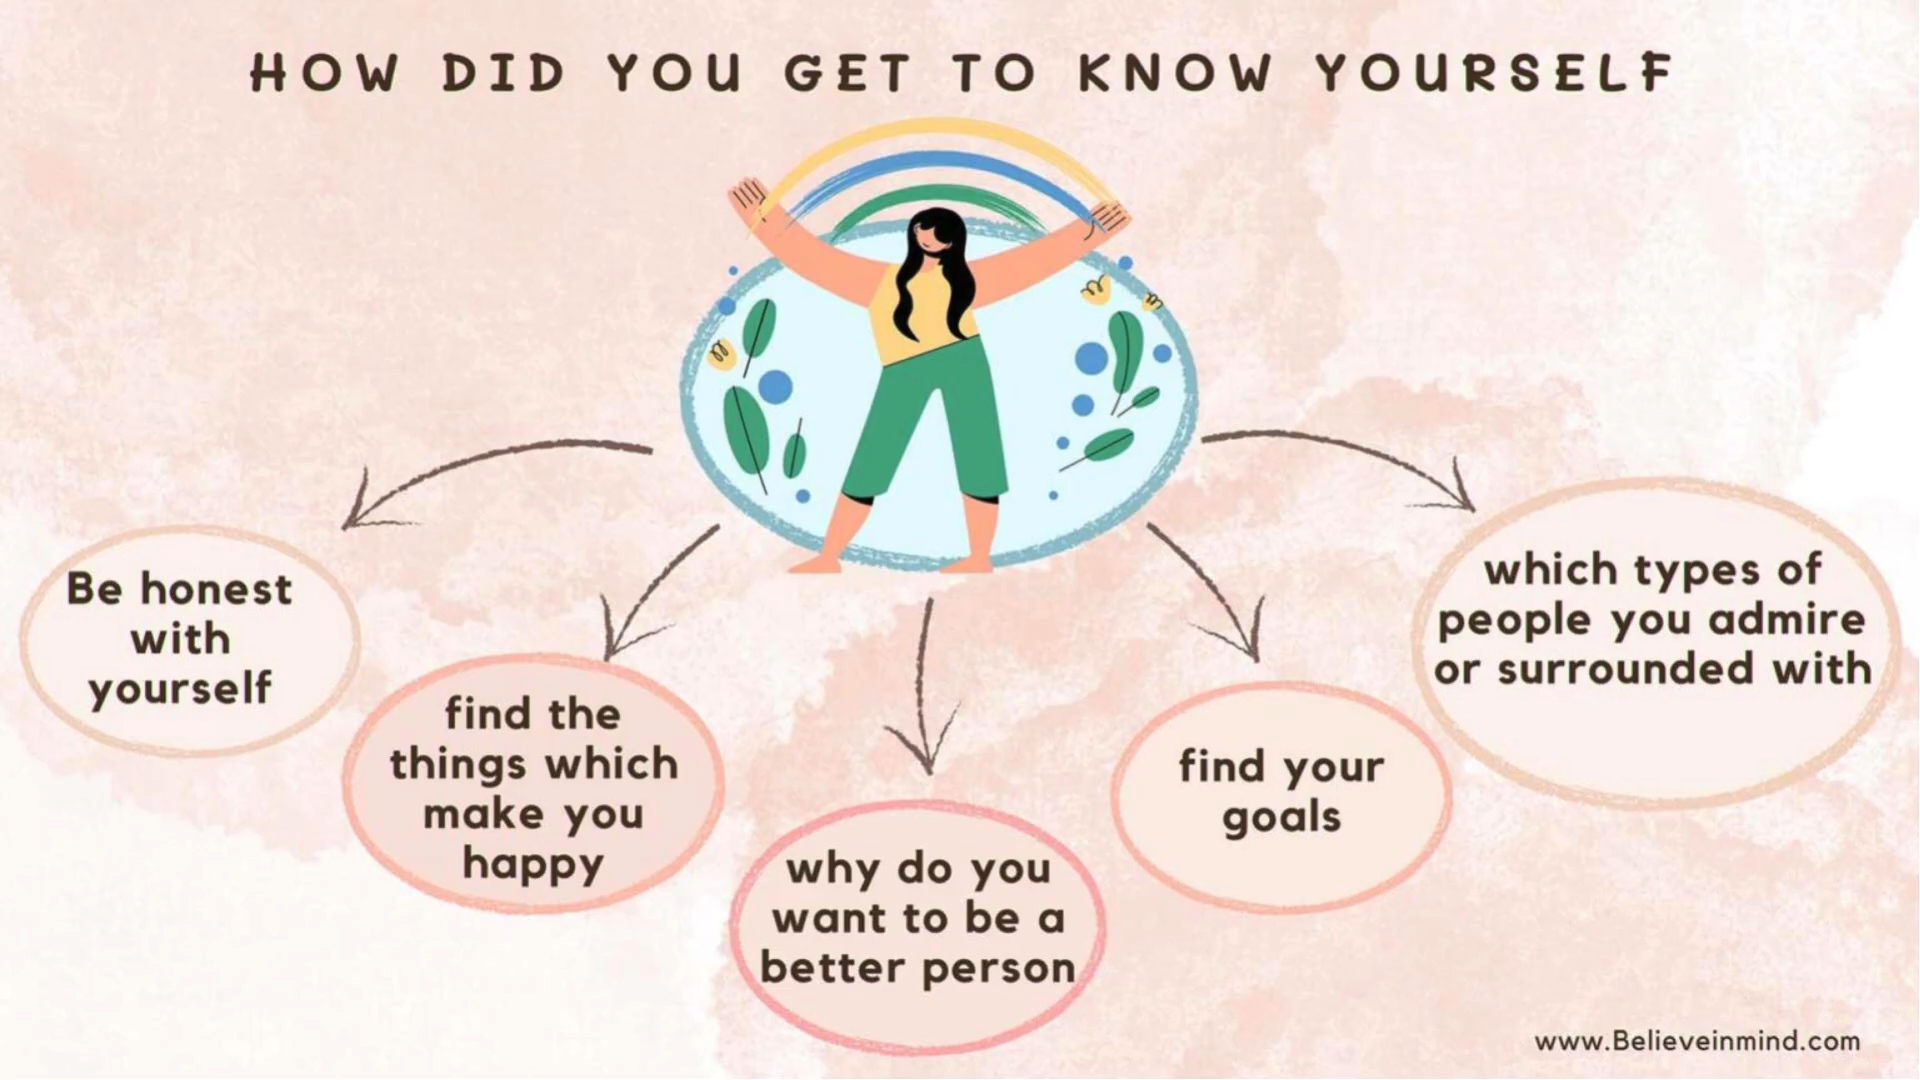 HOW DID YOU GET TO KNOW YOURSELF
Be honest
with
yourself
find the
things which
make you
happy
why do you
want to be a
better person
find your
goals
which types of
people you admire
or surrounded with
www.Believeinmind.com